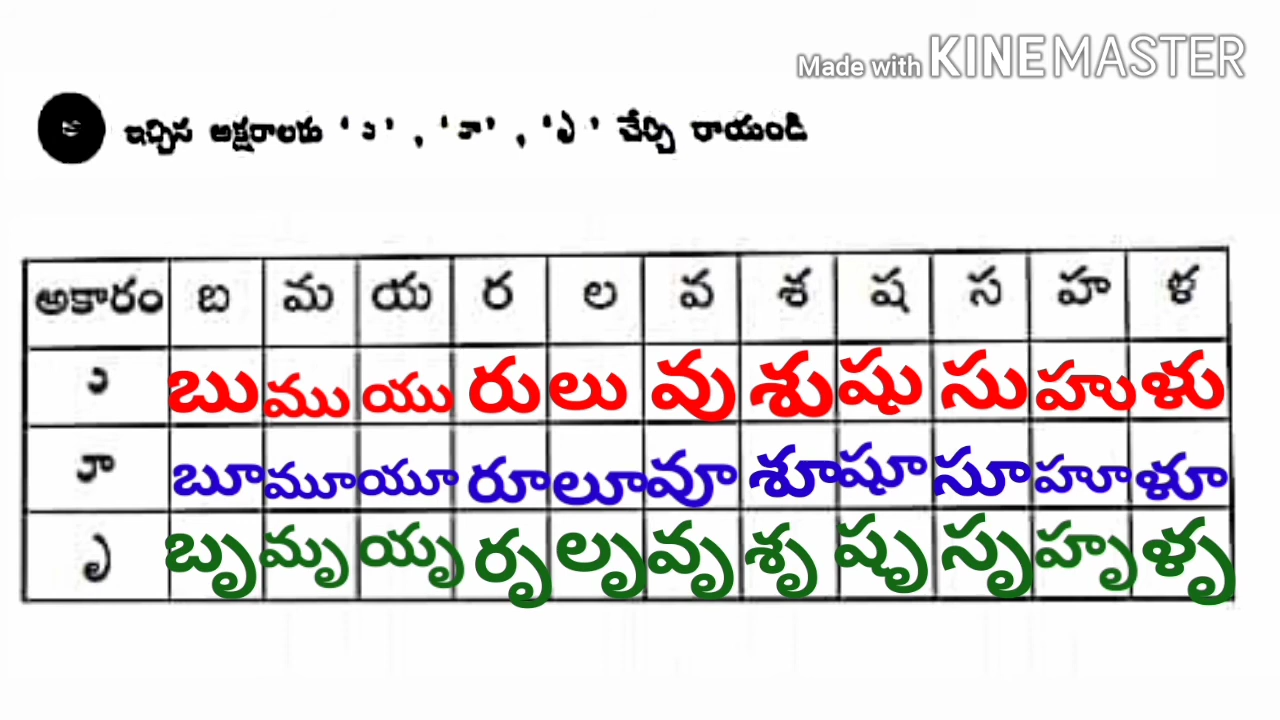 Made with KINEMASTER
ఇచ్చిన అక్షరాలకు ' ు ' , ' ూ ' , ' ృ ' చేర్చి రాయండి
అకారం బ మ య ర ల వ శ ష స హ ళ
ు బు ము యు రు లు వు శు షు సు హు ళు
ూ బూ మూ యూ రూ లూ వూ శూ షూ సూ హూ ళూ
ృ బృ మృ యృ రృ లృ వృ శృ షృ సృ హృ ళృ